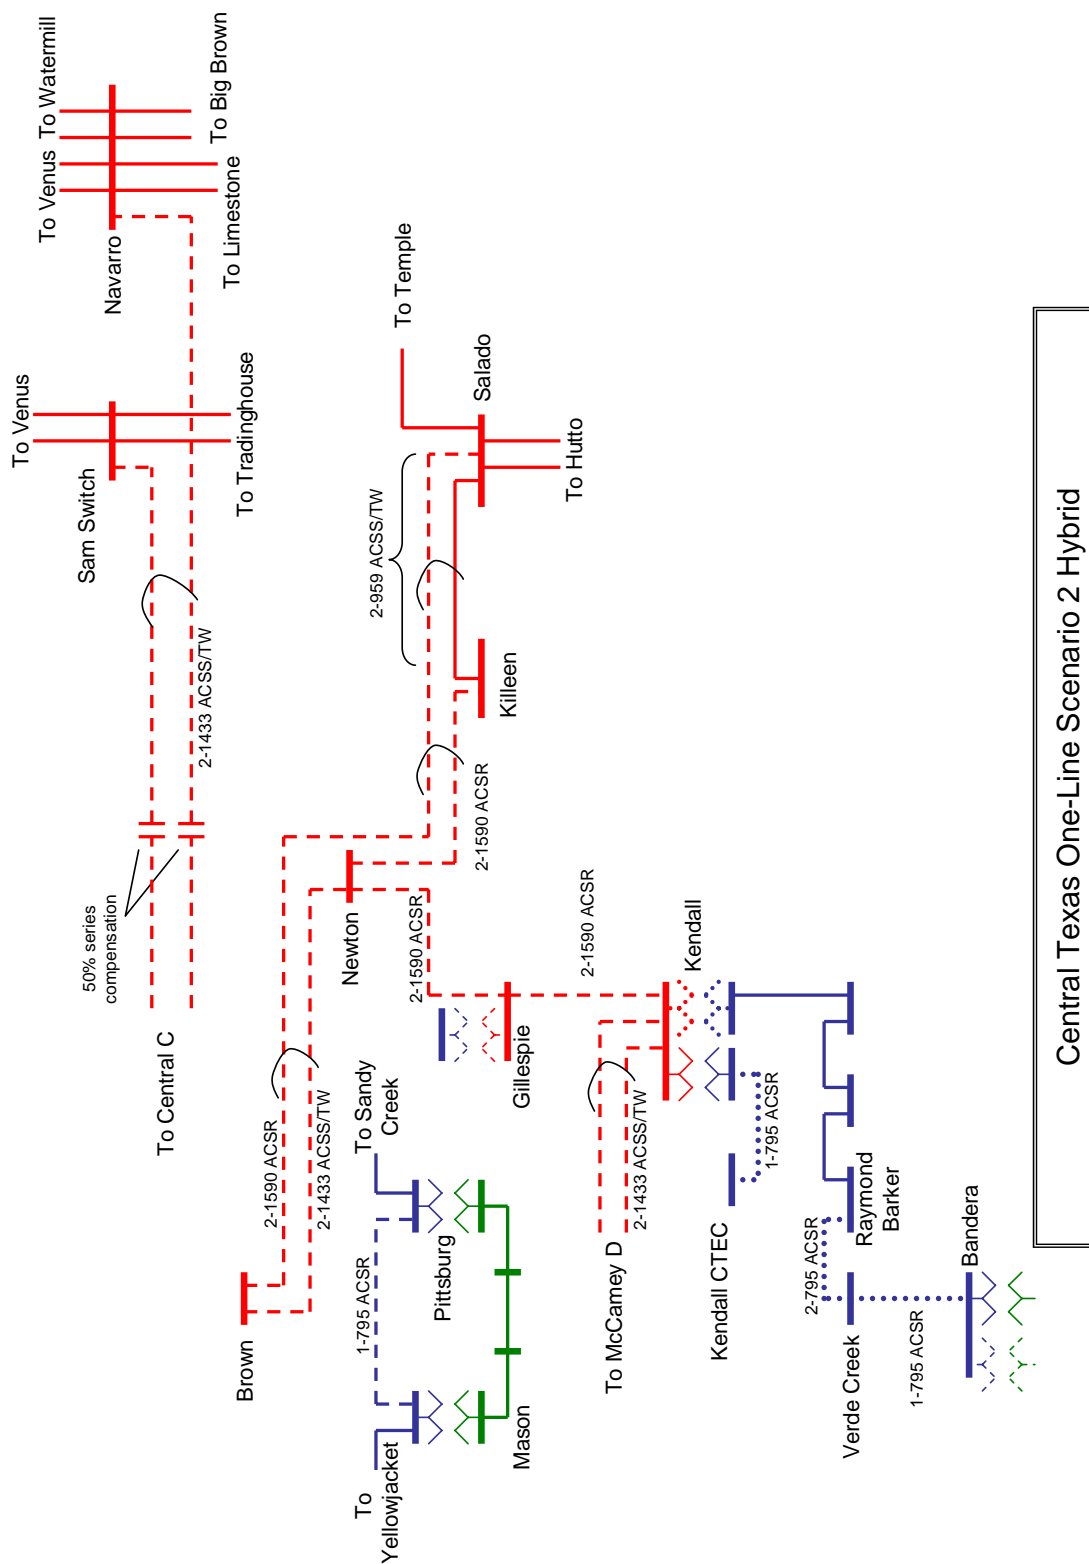 To Venus
To Watermill
Navarro
To Big Brown
To Limestone
To Venus
Sam Switch
To Tradinghouse
50% series
compensation
2-1433 ACSS/TW
To Central C
To Temple
Salado
To Hutto
2-959 ACSS/TW
Killeen
2-1590 ACSR
Newton
2-1590 ACSR
2-1590 ACSR
2-1433 ACSS/TW
Brown
To Sandy
Creek
Pittsburg
1-795 ACSR
To
Yellowjacket
Mason
Gillespie
2-1590 ACSR
Kendall
To McCamey D
2-1433 ACSS/TW
Kendall CTEC
1-795 ACSR
Raymond
Barker
2-795 ACSR
Verde Creek
1-795 ACSR
Bandera
Central Texas One-Line Scenario 2 Hybrid